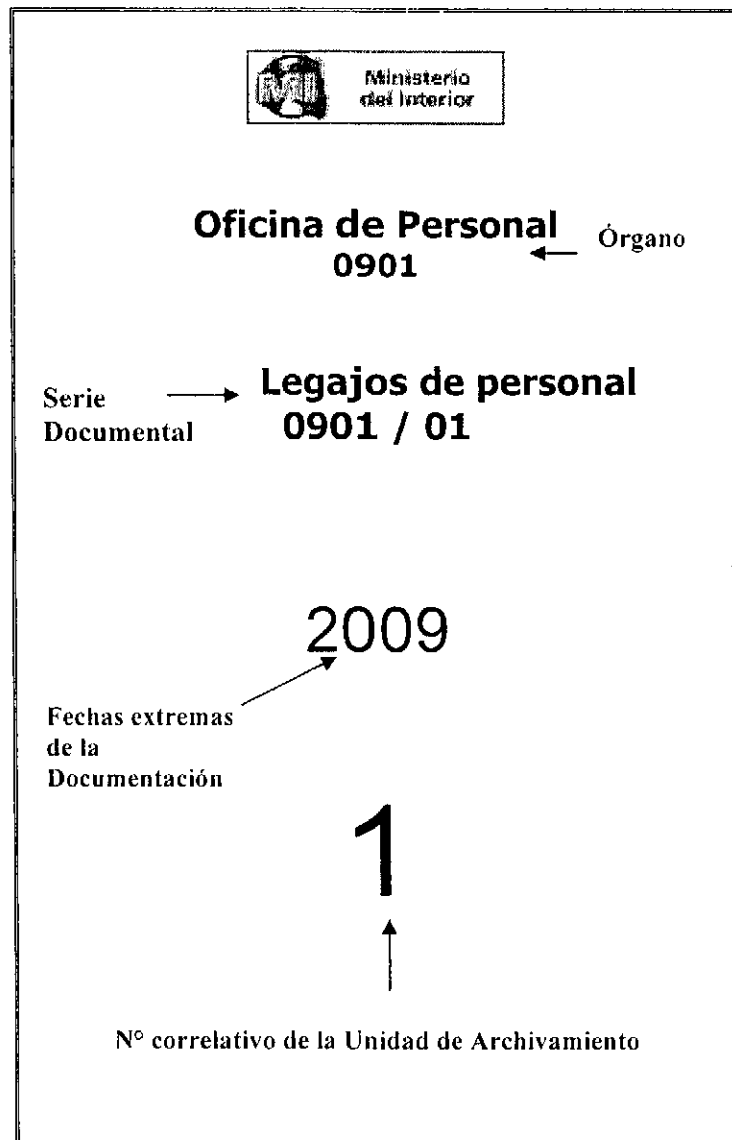 Ministerio
del Interior
Oficina de Personal
0901
Órgano
Serie
Documental
Legajos de personal
0901 / 01
2009
Fechas extremas
de la
Documentación
1
N° correlativo de la Unidad de Archivamiento